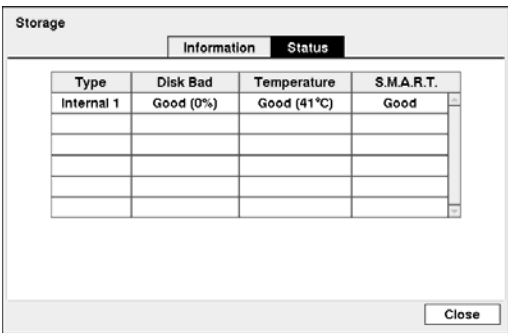 Storage
Information Status
Type Disk Bad Temperature S.M.A.R.T.
Internal 1 Good (0%) Good (41°C) Good
Close